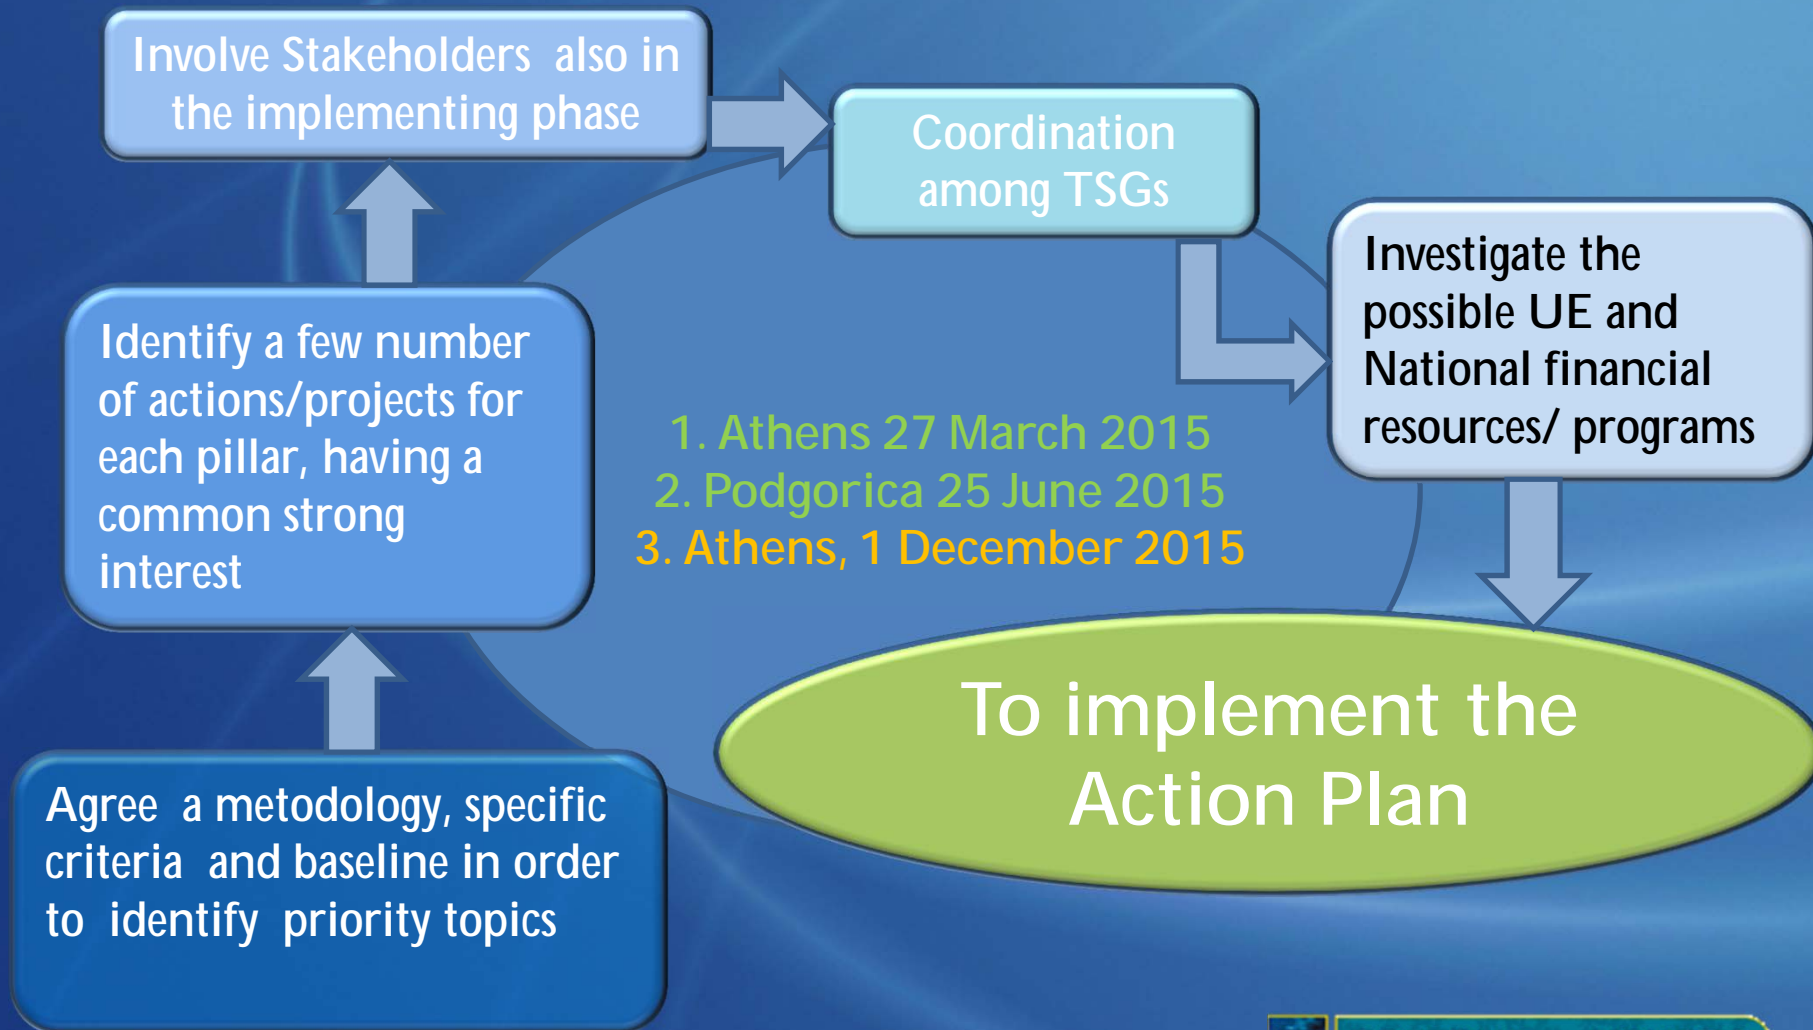 Involve Stakeholders also in
the implementing phase
Coordination
among TSGs
Investigate the
possible UE and
National financial
resources/ programs
Identify a few number
of actions/projects for
each pillar, having a
common strong
interest
1. Athens 27 March 2015
2. Podgorica 25 June 2015
3. Athens, 1 December 2015
To implement the
Action Plan
Agree a metodology, specific
criteria and baseline in order
to identify priority topics